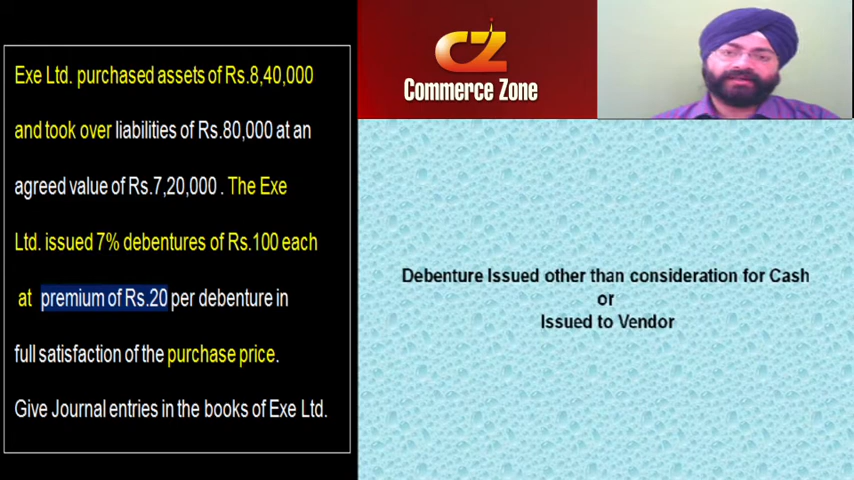 Exe Ltd. purchased assets of Rs.8,40,000
and took over liabilities of Rs.80,000 at an
agreed value of Rs.7,20,000 . The Exe
Ltd. issued 7% debentures of Rs.100 each
at premium of Rs.20 per debenture in
full satisfaction of the purchase price.
Give Journal entries in the books of Exe Ltd.
CZ
Commerce Zone
Debenture Issued other than consideration for Cash
or
Issued to Vendor